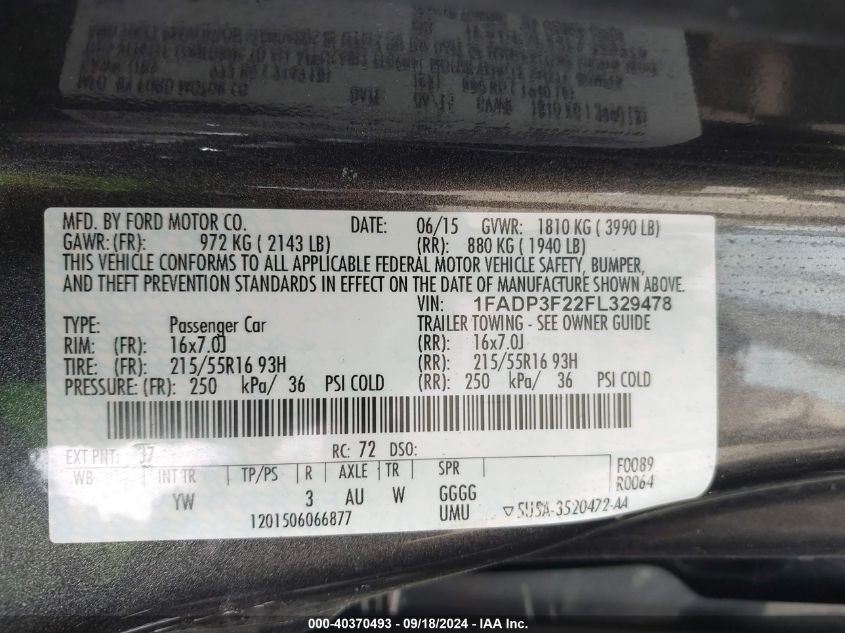 MFD. BY FORD MOTOR CO. DATE: 06/15 GVWR: 1810 KG ( 3990 LB)
GAWR: (FR): 972 KG ( 2143 LB) (RR): 880 KG ( 1940 LB)
THIS VEHICLE CONFORMS TO ALL APPLICABLE FEDERAL MOTOR VEHICLE SAFETY, BUMPER,
AND THEFT PREVENTION STANDARDS IN EFFECT ON THE DATE OF MANUFACTURE SHOWN ABOVE.
VIN: 1FADP3F22FL329478
TYPE: Passenger Car TRAILER TOWING - SEE OWNER GUIDE
RIM: (FR): 16x7.0J (RR): 16x7.0J
TIRE: (FR): 215/55R16 93H (RR): 215/55R16 93H
PRESSURE: (FR): 250 kPa/ 36 PSI COLD (RR): 250 kPa/ 36 PSI COLD
EXT PNT: RC: 72 DSO:
WB INT TR TP/PS R AXLE TR SPR F0089
YW 3 AU W GGGG R0064
1201506066877 UMU 5U5A-3520472-AA
000-40370493 - 09/18/2024 - IAA Inc.